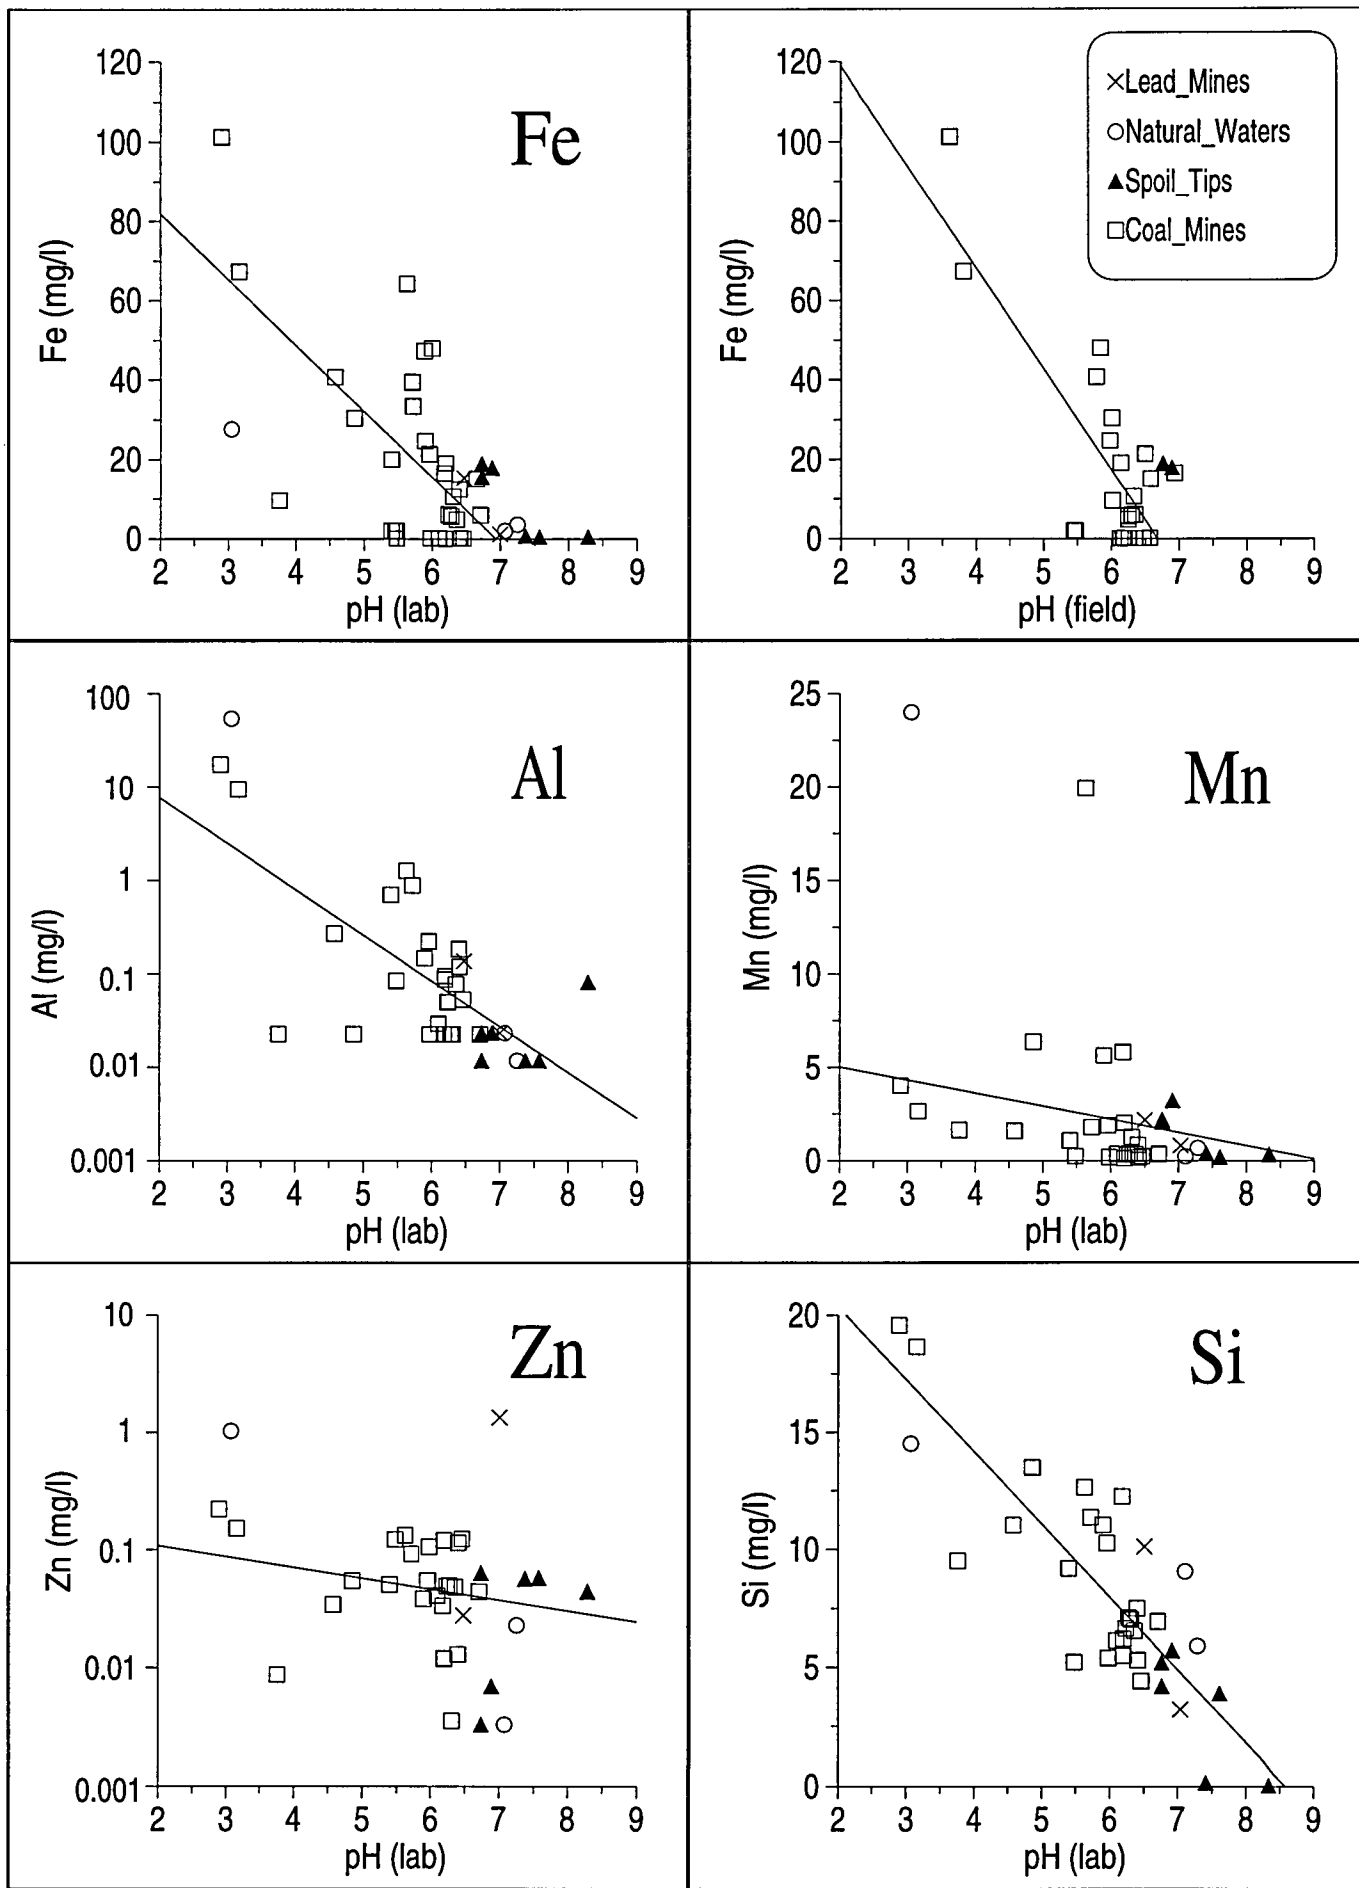 120
100
80
60
40
20
0
Fe (mg/l)
Fe
2 3 4 5 6 7 8 9
pH (lab)
120
100
80
60
40
20
0
Fe (mg/l)
Lead_Mines
Natural_Waters
Spoil_Tips
Coal_Mines
2 3 4 5 6 7 8 9
pH (field)
100
10
1
0.1
0.01
0.001
Al (mg/l)
Al
2 3 4 5 6 7 8 9
pH (lab)
25
20
15
10
5
0
Mn (mg/l)
Mn
2 3 4 5 6 7 8 9
pH (lab)
10
1
0.1
0.01
0.001
Zn (mg/l)
Zn
2 3 4 5 6 7 8 9
pH (lab)
20
15
10
5
0
Si (mg/l)
Si
2 3 4 5 6 7 8 9
pH (lab)